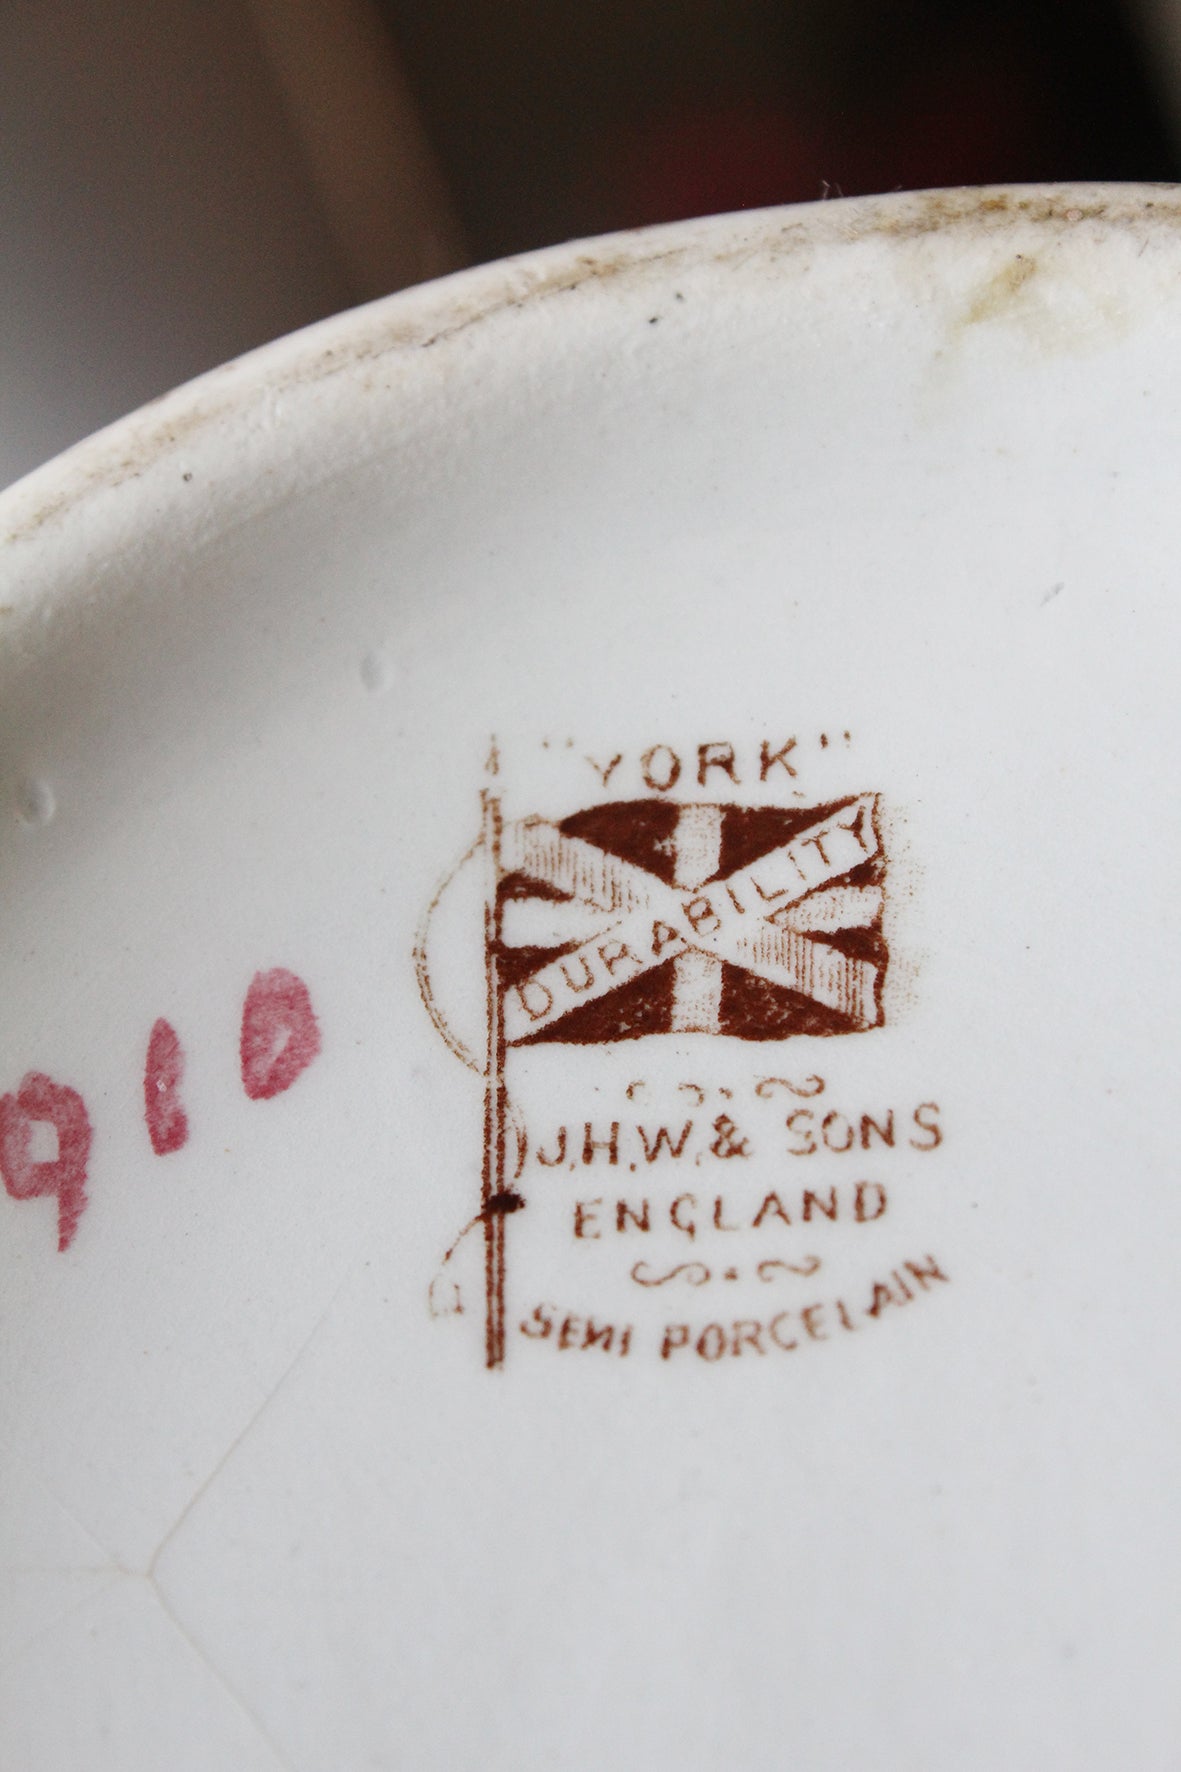 "YORK"
DURABILITY
J.H.W. & SONS
ENGLAND
SEMI PORCELAIN
910